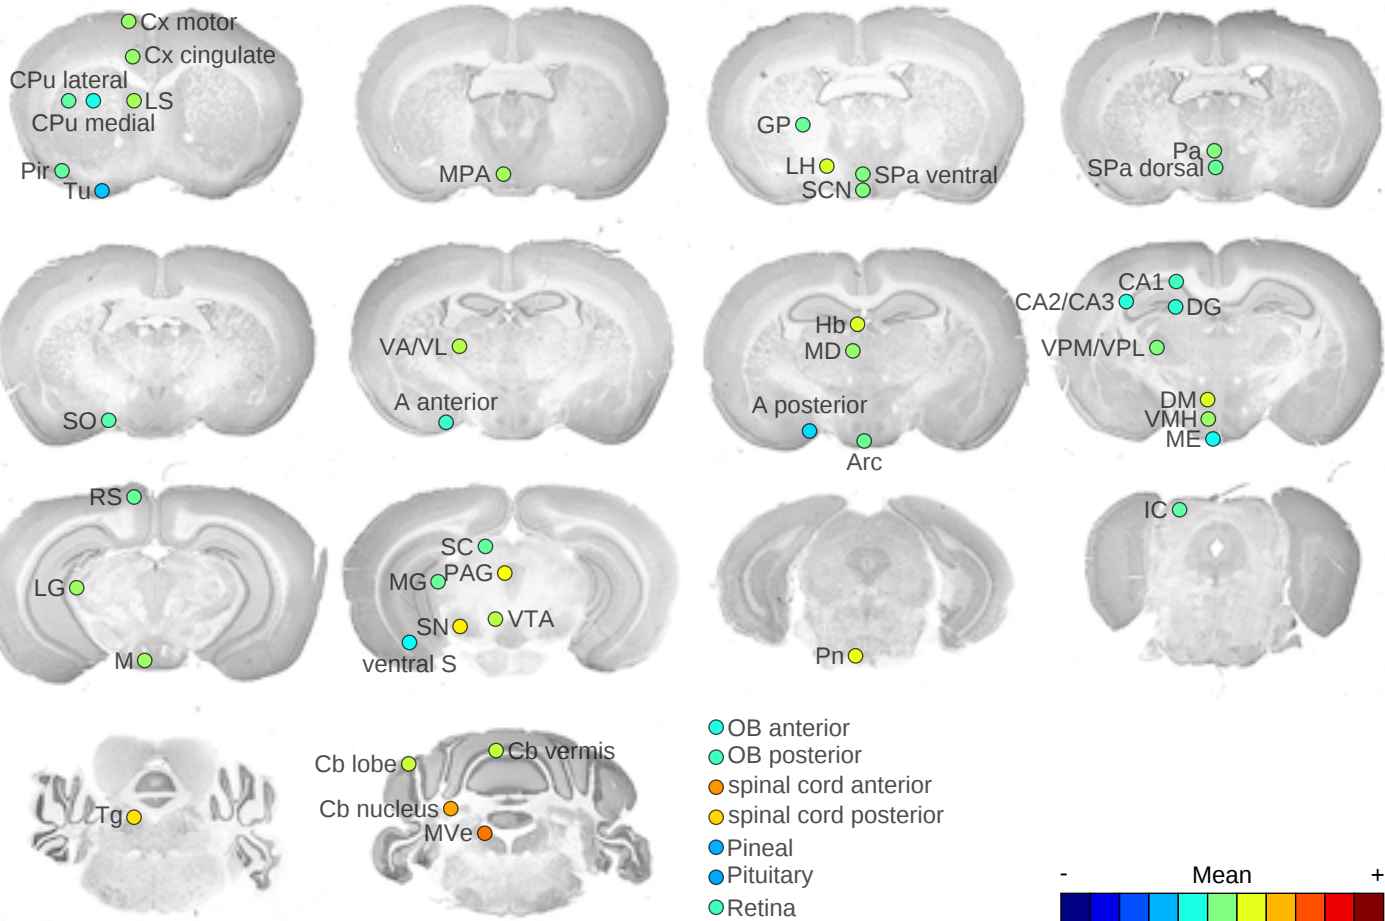 Cx motor
Cx cingulate
CPu lateral
LS
CPu medial
Pir
Tu
MPA
GP
LH
SPa ventral
SCN
Pa
SPa dorsal
SO
VA/VL
A anterior
Hb
MD
A posterior
Arc
CA1
CA2/CA3
DG
VPM/VPL
DM
VMH
ME
RS
LG
M
SC
MG
PAG
SN
VTA
ventral S
Pn
IC
Tg
Cb lobe
Cb vermis
Cb nucleus
MVe
OB anterior
OB posterior
spinal cord anterior
spinal cord posterior
Pineal
Pituitary
Retina
- Mean +